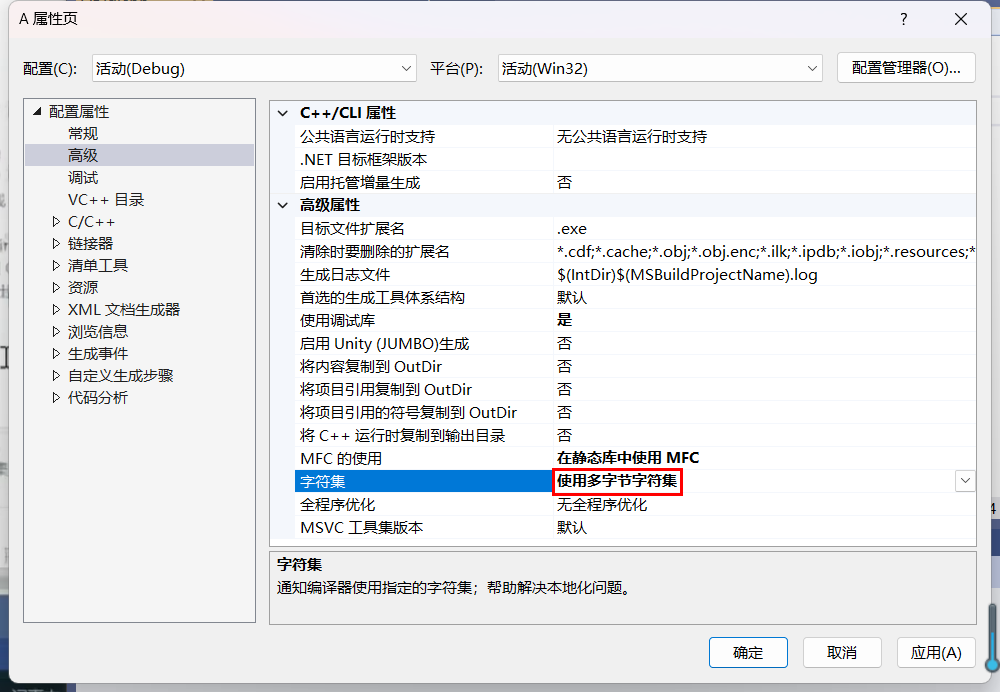 A 属性页
?
配置(C):
活动(Debug)
平台(P):
活动(Win32)
配置管理器(O)...
配置属性
常规
高级
调试
VC++ 目录
C/C++
链接器
清单工具
资源
XML 文档生成器
浏览信息
生成事件
自定义生成步骤
代码分析
C++/CLI 属性
公共语言运行时支持 无公共语言运行时支持
.NET 目标框架版本
启用托管增量生成 否
高级属性
目标文件扩展名 .exe
清除时要删除的扩展名 *.cdf;*.cache;*.obj;*.obj.enc;*.ilk;*.ipdb;*.iobj;*.resources;*
生成日志文件 $(IntDir)$(MSBuildProjectName).log
首选的生成工具体系结构 默认
使用调试库 是
启用 Unity (JUMBO)生成 否
将内容复制到 OutDir 否
将项目引用复制到 OutDir 否
将项目引用的符号复制到 OutDir 否
将 C++ 运行时复制到输出目录 否
MFC 的使用 在静态库中使用 MFC
字符集 使用多字节字符集
全程序优化 无全程序优化
MSVC 工具集版本 默认
字符集
通知编译器使用指定的字符集；帮助解决本地化问题。
确定
取消
应用(A)